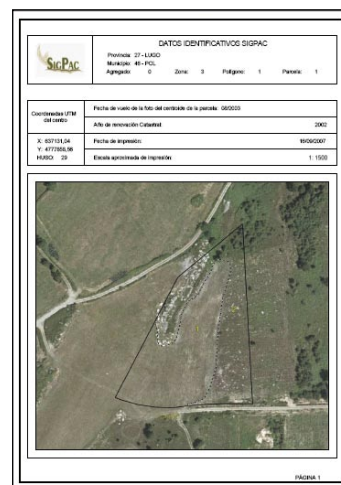 SIGPAC
DATOS IDENTIFICATIVOS SIGPAC
Provincia: 27 - LUGO
Municipio: 46 - POL
Agregado: 0 Zona: 3 Polígono: 1 Parcela: 1
Coordenadas UTM del centro
X: 637131,04
Y: 4777858,56
HUSO: 29
Fecha de vuelo de la foto del centroide de la parcela: 08/2003
Año de renovación Catastral: 2002
Fecha de impresión: 18/09/2007
Escala aproximada de impresión: 1: 1500
PÁGINA 1